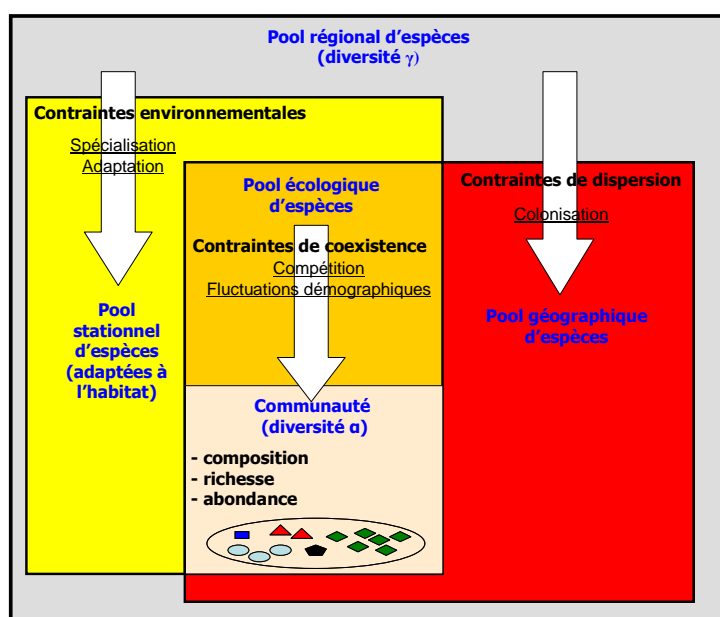 Pool régional d'espèces
(diversité γ)
Contraintes environnementales
Spécialisation
Adaptation
Pool
stationnel
d'espèces
(adaptées à
l'habitat)
Pool écologique
d'espèces
Contraintes de coexistence
Compétition
Fluctuations démographiques
Communauté
(diversité α)
- composition
- richesse
- abondance
Contraintes de dispersion
Colonisation
Pool géographique
d'espèces